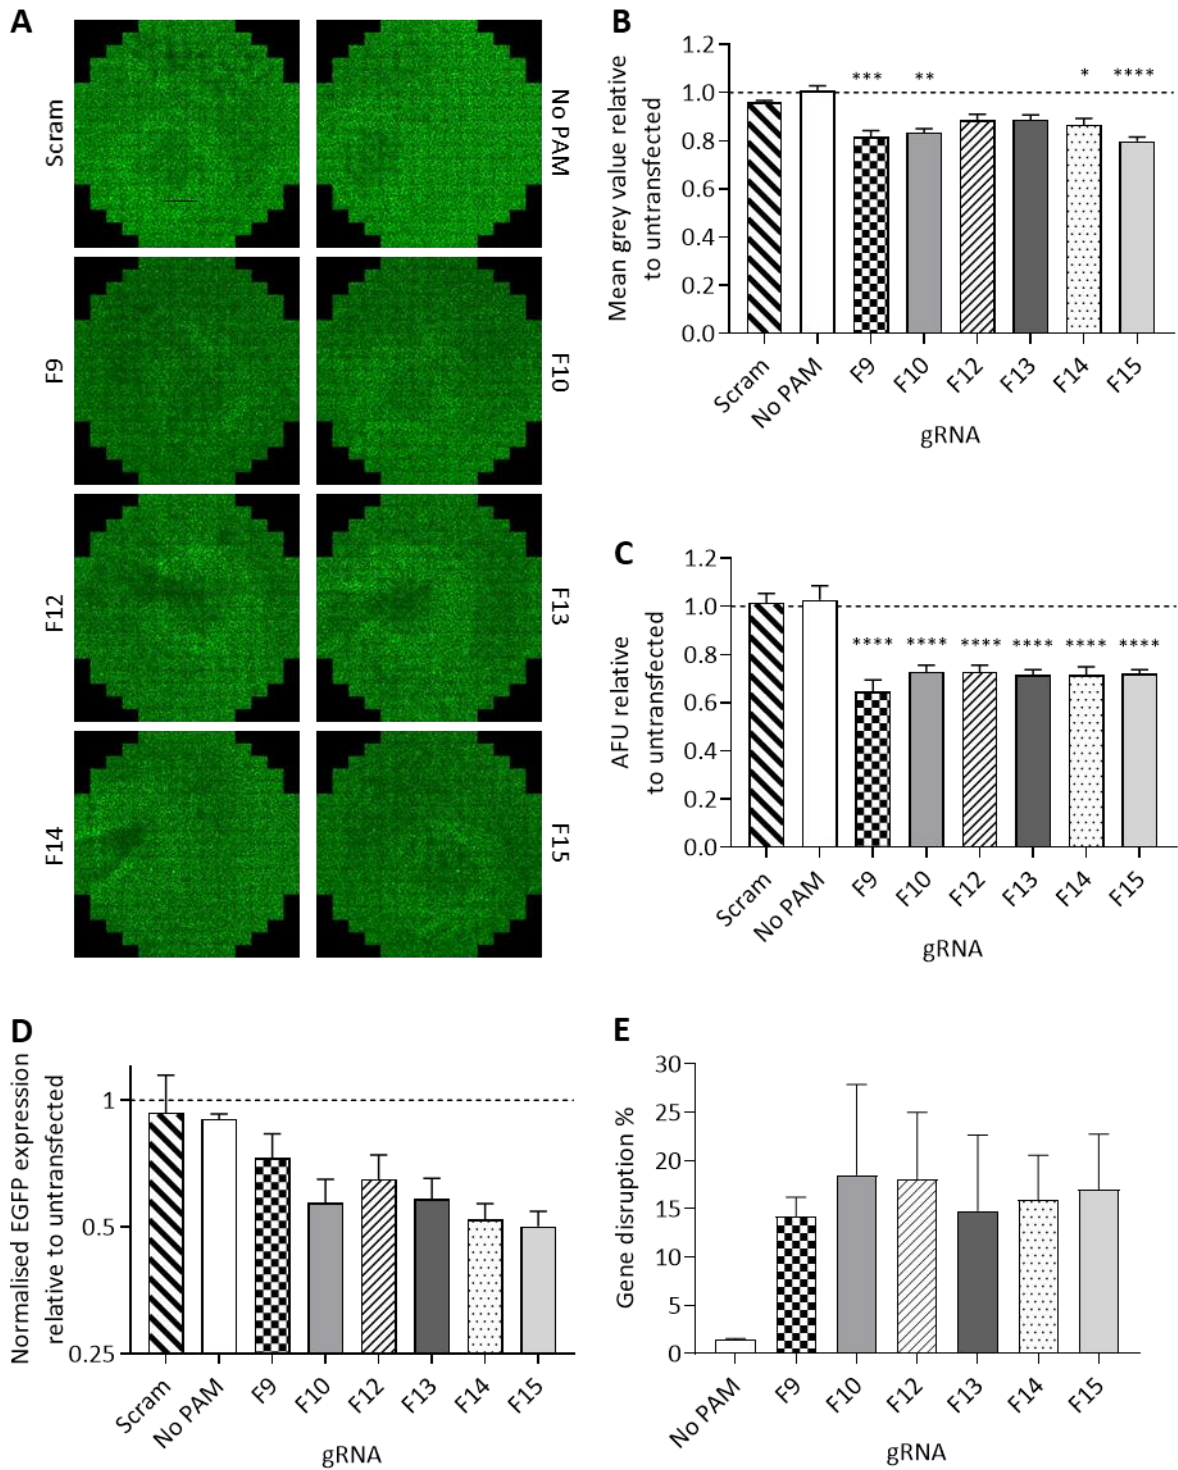 A
Scram
No PAM
F9
F10
F12
F13
F14
F15
B
Mean grey value relative
to untransfected
1.2
1.0
0.8
0.6
0.4
0.2
0.0
*** ** * ****
Scram No PAM F9 F10 F12 F13 F14 F15
gRNA
C
AFU relative
to untransfected
1.2
1.0
0.8
0.6
0.4
0.2
0.0
**** **** **** **** **** ****
Scram No PAM F9 F10 F12 F13 F14 F15
gRNA
D
Normalised EGFP expression
relative to untransfected
1
0.5
0.25
Scram No PAM F9 F10 F12 F13 F14 F15
gRNA
E
Gene disruption %
30
25
20
15
10
5
0
No PAM F9 F10 F12 F13 F14 F15
gRNA